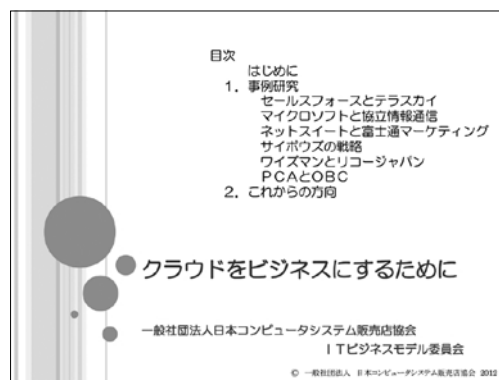 目次
はじめに
1．事例研究
セールスフォースとテラスカイ
マイクロソフトと協立情報通信
ネットスイートと富士通マーケティング
サイボウズの戦略
ワイズマンとリコージャパン
ＰＣＡとＯＢＣ
2．これからの方向
クラウドをビジネスにするために
一般社団法人日本コンピュータシステム販売店協会
ＩＴビジネスモデル委員会
© 一般社団法人 日本コンピュータシステム販売店協会 2012